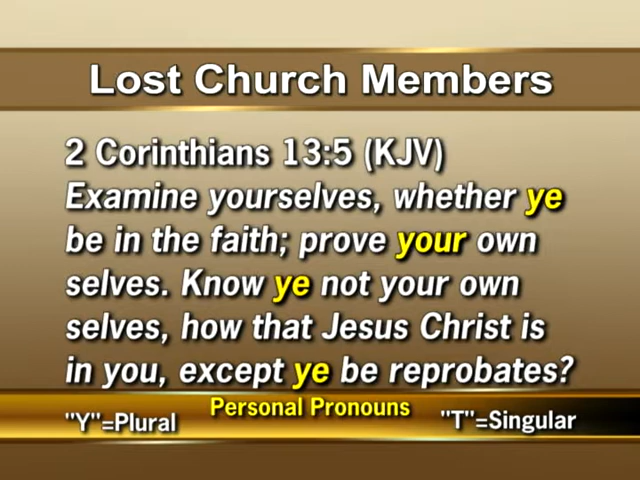 Lost Church Members
2 Corinthians 13:5 (KJV)
Examine yourselves, whether ye
be in the faith; prove your own
selves. Know ye not your own
selves, how that Jesus Christ is
in you, except ye be reprobates?
Personal Pronouns
"Y"=Plural
"T"=Singular